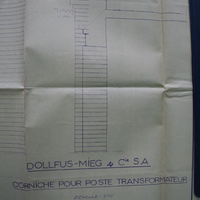 DOLLFUS-MIEG & Cie S.A.
CORNICHE POUR POSTE TRANSFORMATEUR